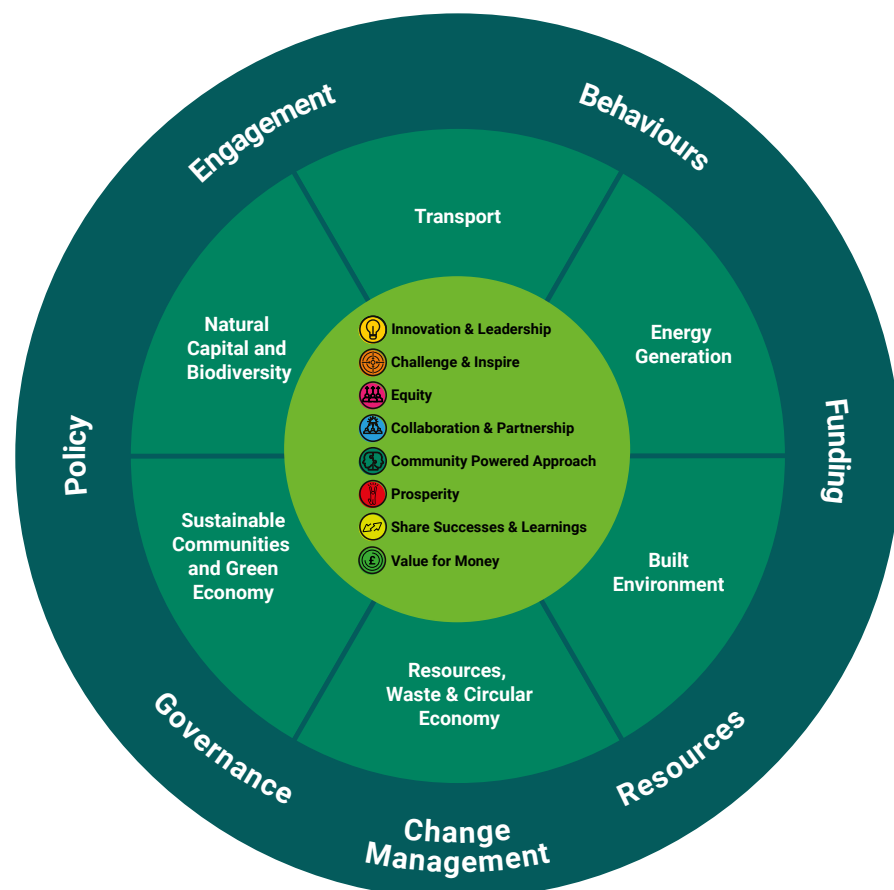 Engagement
Behaviours
Transport
Natural
Capital and
Biodiversity
Energy
Generation
Innovation & Leadership
Challenge & Inspire
Equity
Collaboration & Partnership
Community Powered Approach
Prosperity
Share Successes & Learnings
£ Value for Money
Policy
Funding
Sustainable
Communities
and Green
Economy
Built
Environment
Resources,
Waste & Circular
Economy
Governance
Resources
Change
Management